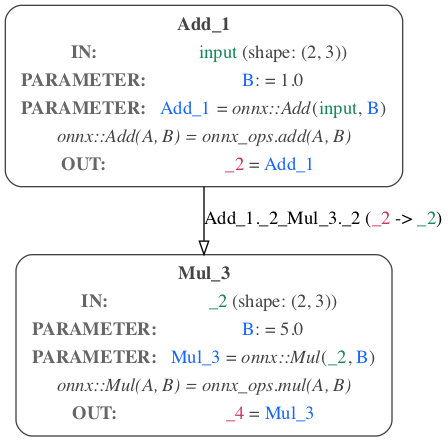 Add_1
IN: input (shape: (2, 3))
PARAMETER: B: = 1.0
PARAMETER: Add_1 = onnx::Add(input, B)
onnx::Add(A, B) = onnx_ops.add(A, B)
OUT: _2 = Add_1
Add_1._2_Mul_3._2 (_2 -> _2)
Mul_3
IN: _2 (shape: (2, 3))
PARAMETER: B: = 5.0
PARAMETER: Mul_3 = onnx::Mul(_2, B)
onnx::Mul(A, B) = onnx_ops.mul(A, B)
OUT: _4 = Mul_3